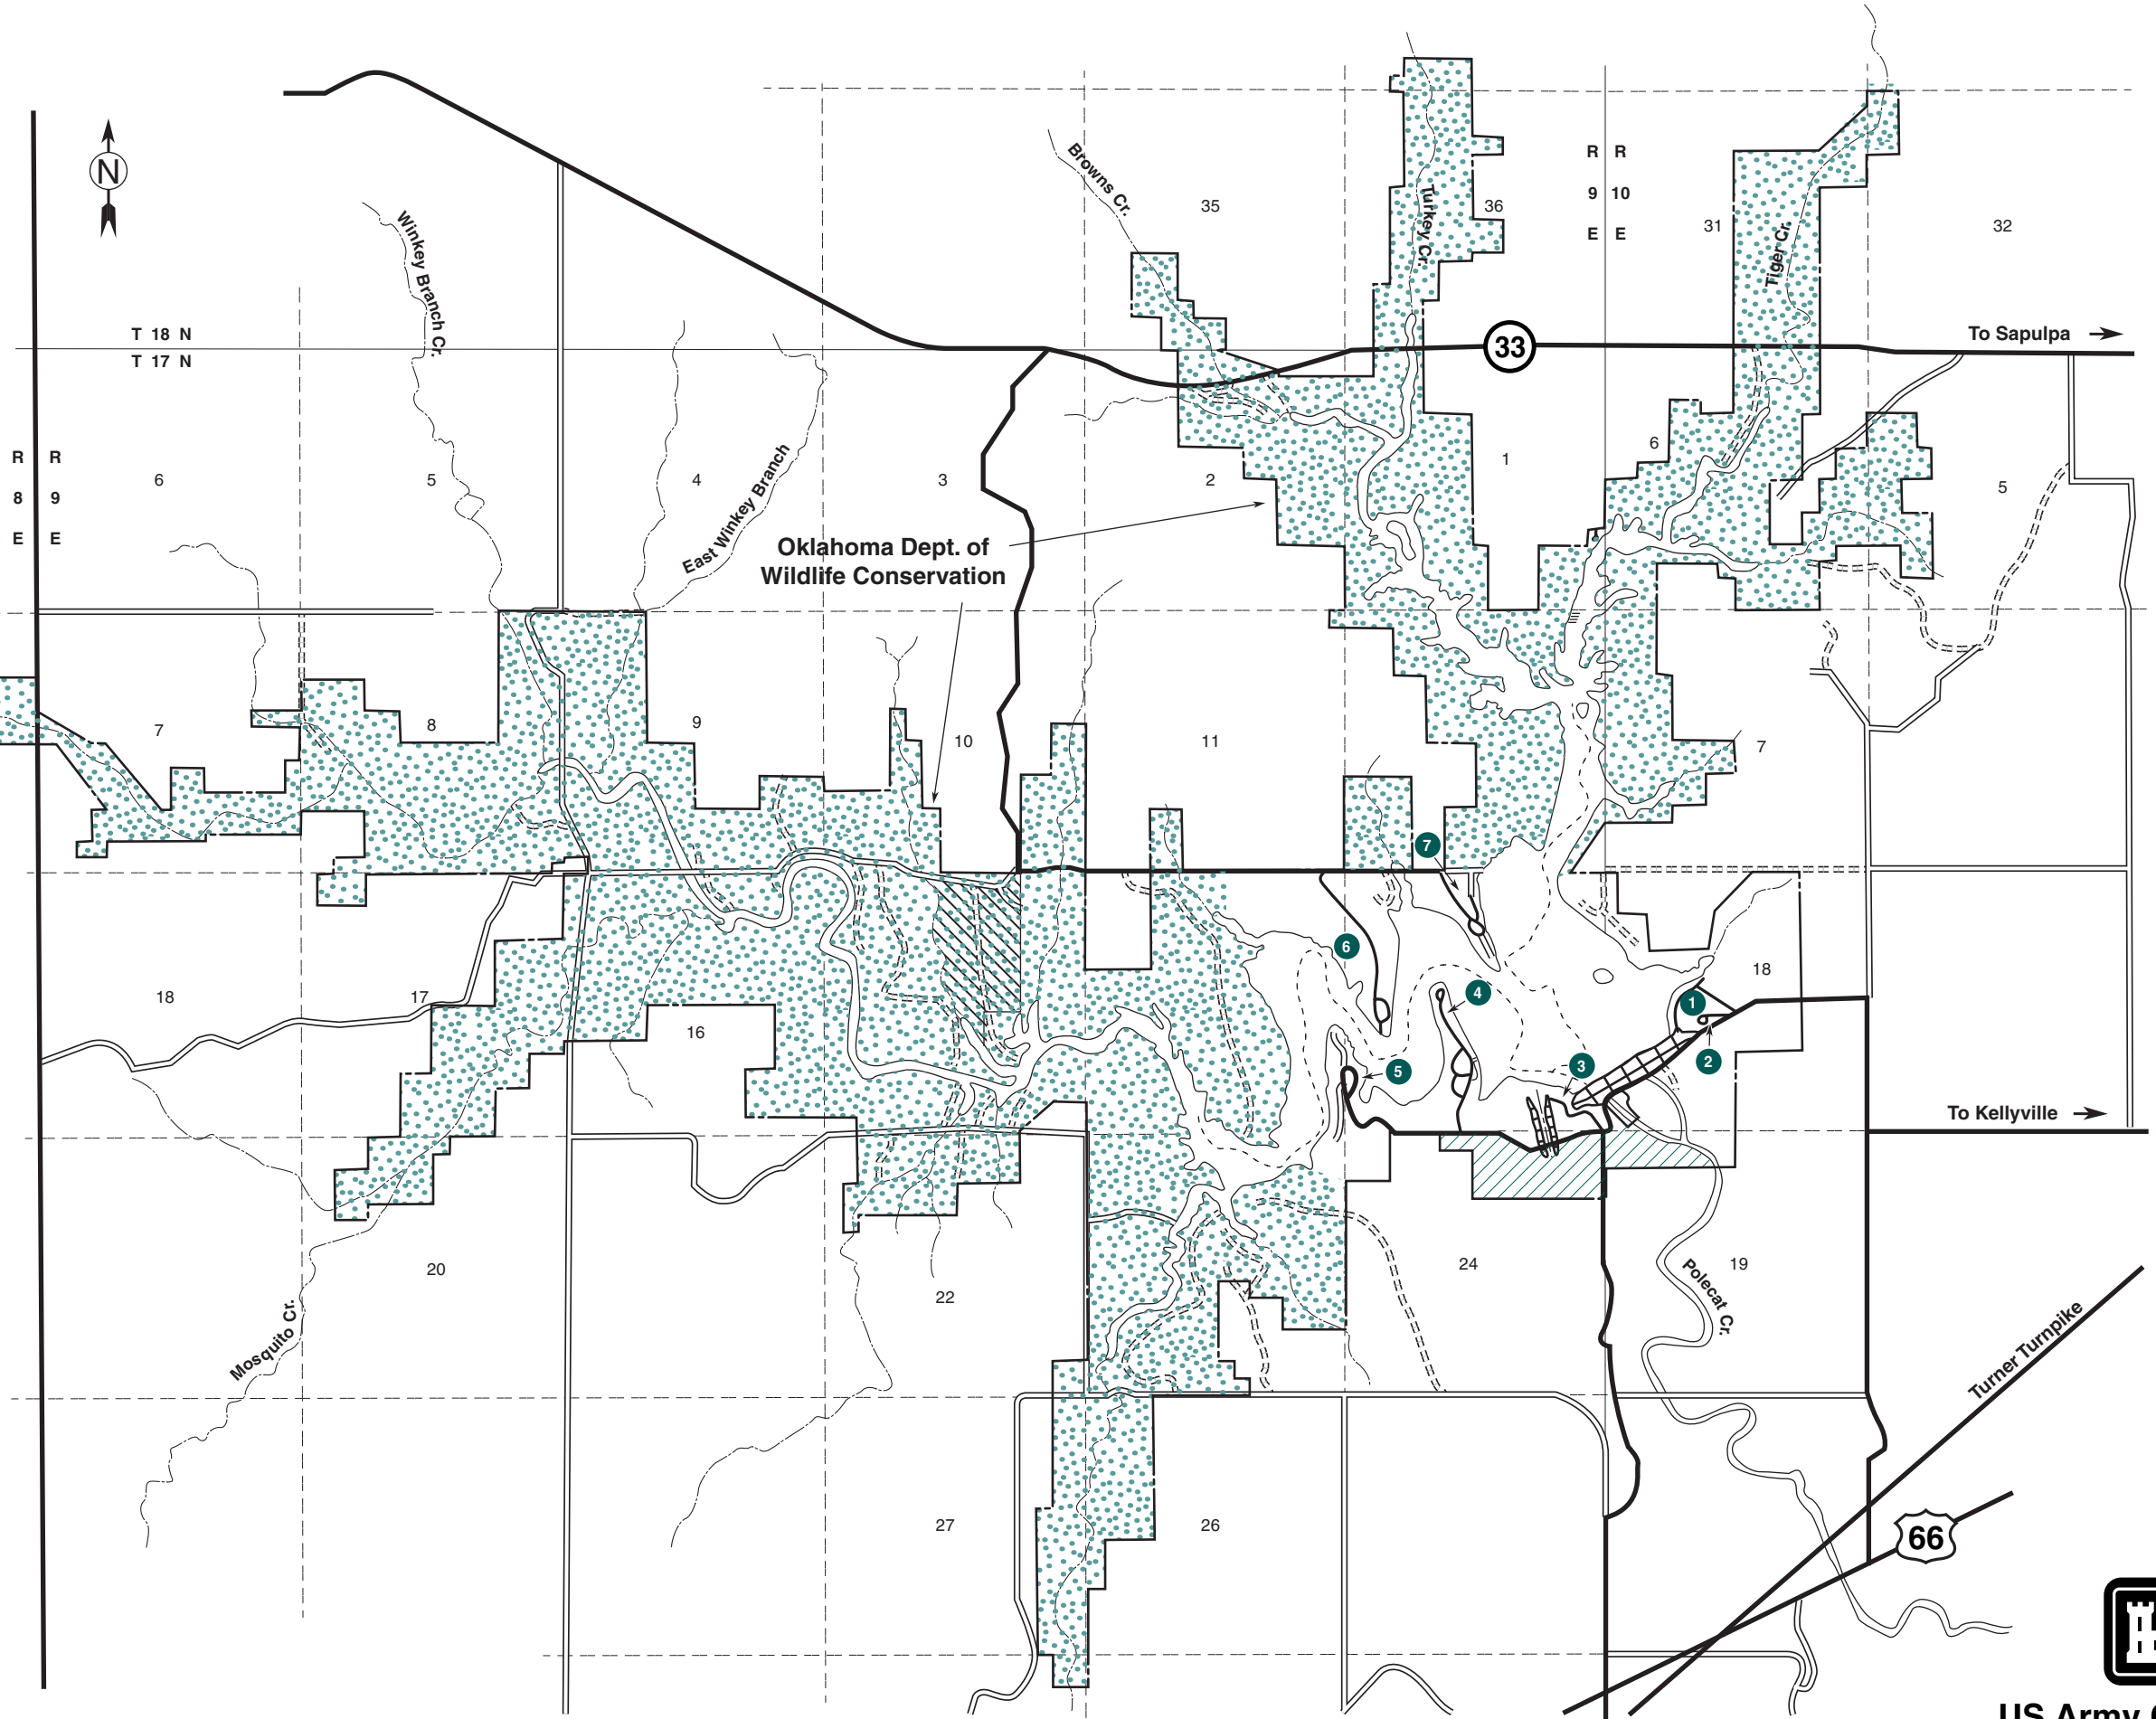 N
Winkey Branch Cr.
Browns Cr.
35
Turkey Cr.
36
R R
9 10
E E
31
Tiger Cr.
32
T 18 N
T 17 N
33
To Sapulpa
R R
8 9
E E
6
5
4
East Winkey Branch
3
2
1
6
5
Oklahoma Dept. of
Wildlife Conservation
7
8
9
10
11
7
7
6
18
17
16
4
5
3
1
2
18
To Kellyville
20
22
24
19
Mosquito Cr.
Polecat Cr.
Turner Turnpike
27
26
66
US Army